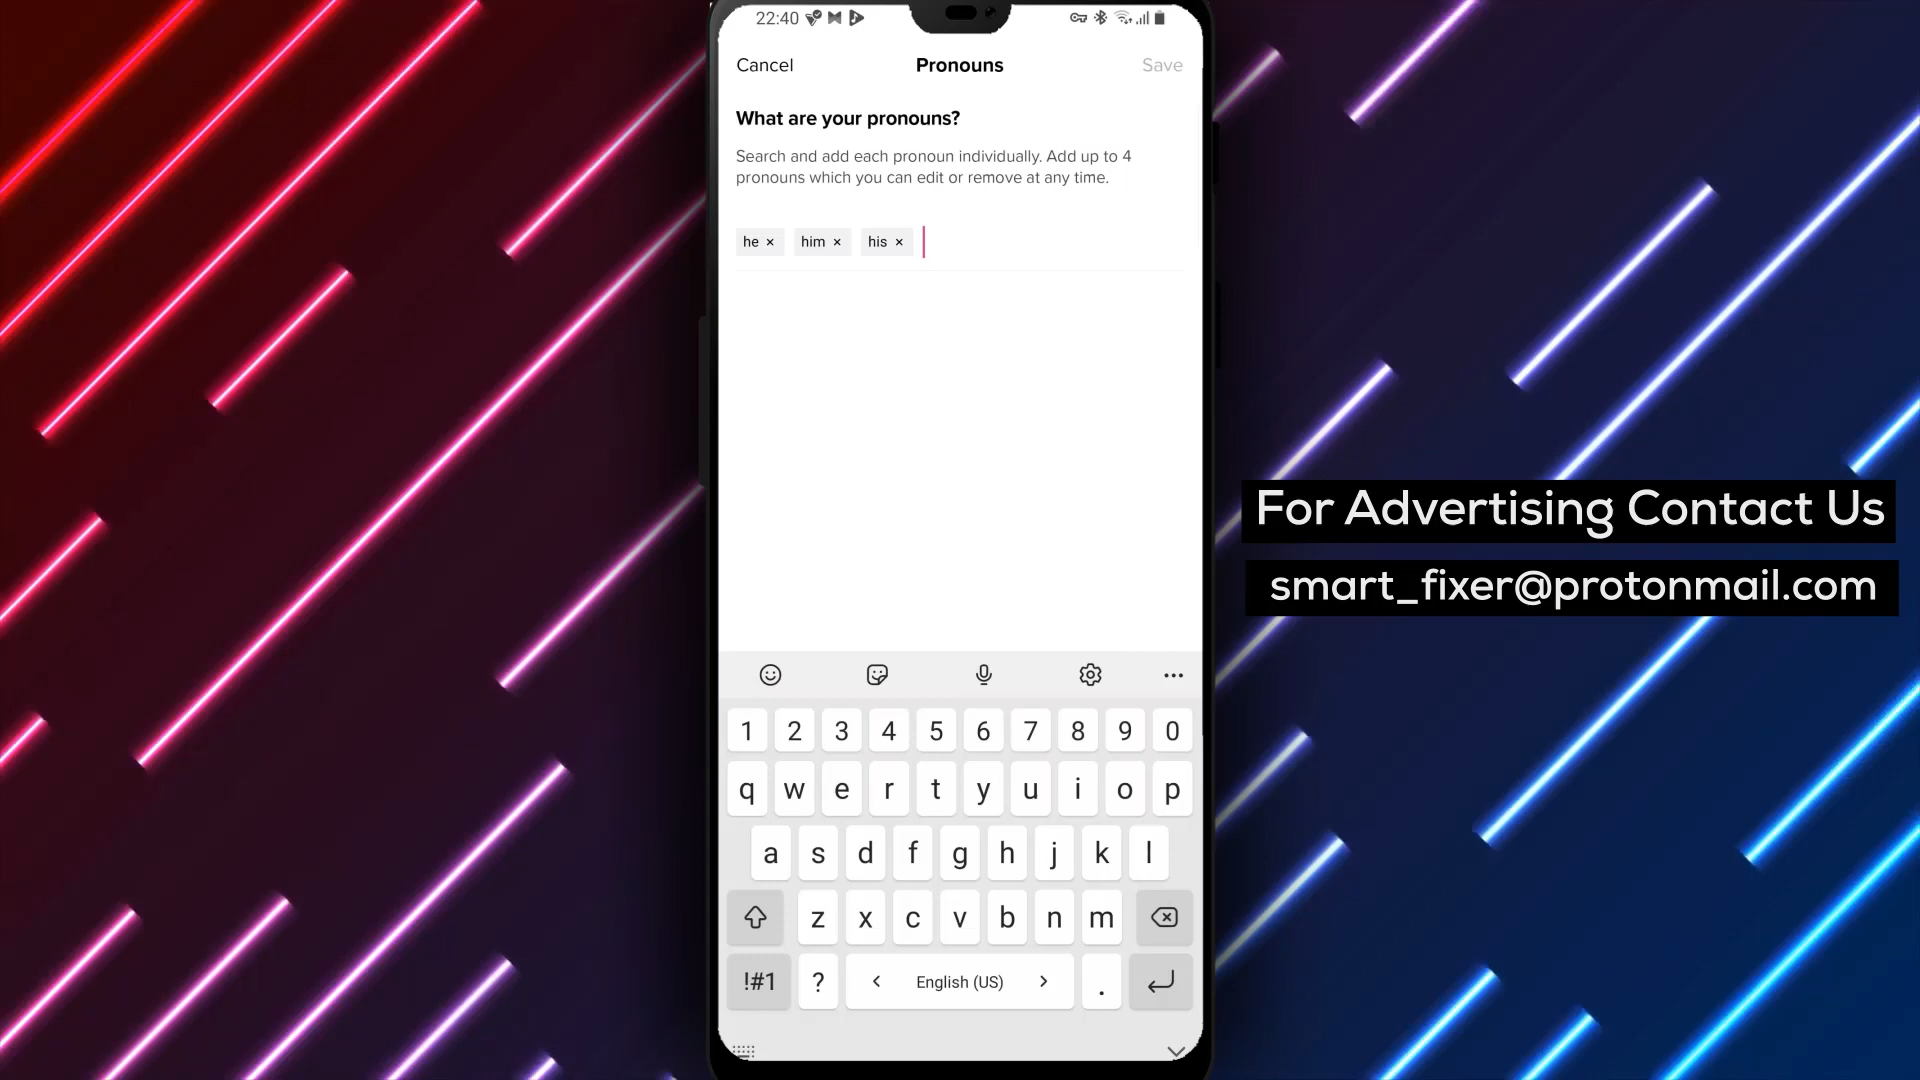 22:40
Cancel Pronouns Save
What are your pronouns?
Search and add each pronoun individually. Add up to 4
pronouns which you can edit or remove at any time.
he × him × his ×
For Advertising Contact Us
smart_fixer@protonmail.com
1 2 3 4 5 6 7 8 9 0
q w e r t y u i o p
a s d f g h j k l
z x c v b n m
!#1 ? < English (US) > .